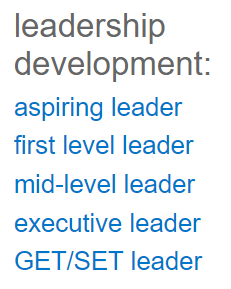 leadership
development:
aspiring leader
first level leader
mid-level leader
executive leader
GET/SET leader